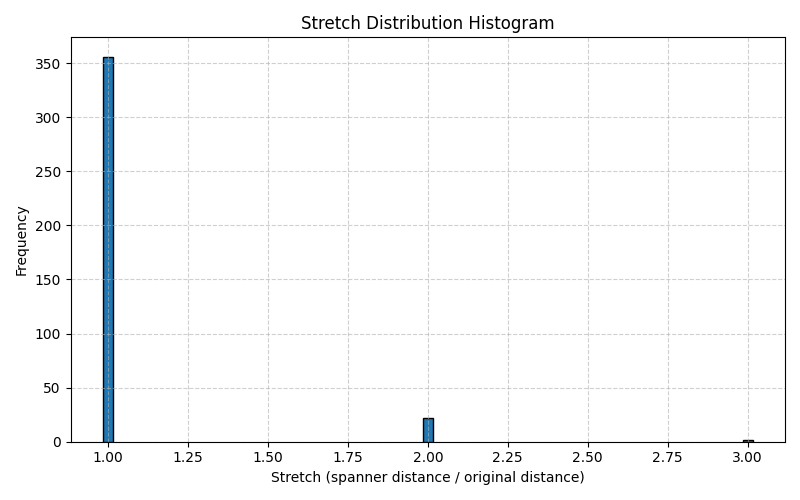 Stretch Distribution Histogram
Frequency
350
300
250
200
150
100
50
0
1.00 1.25 1.50 1.75 2.00 2.25 2.50 2.75 3.00
Stretch (spanner distance / original distance)